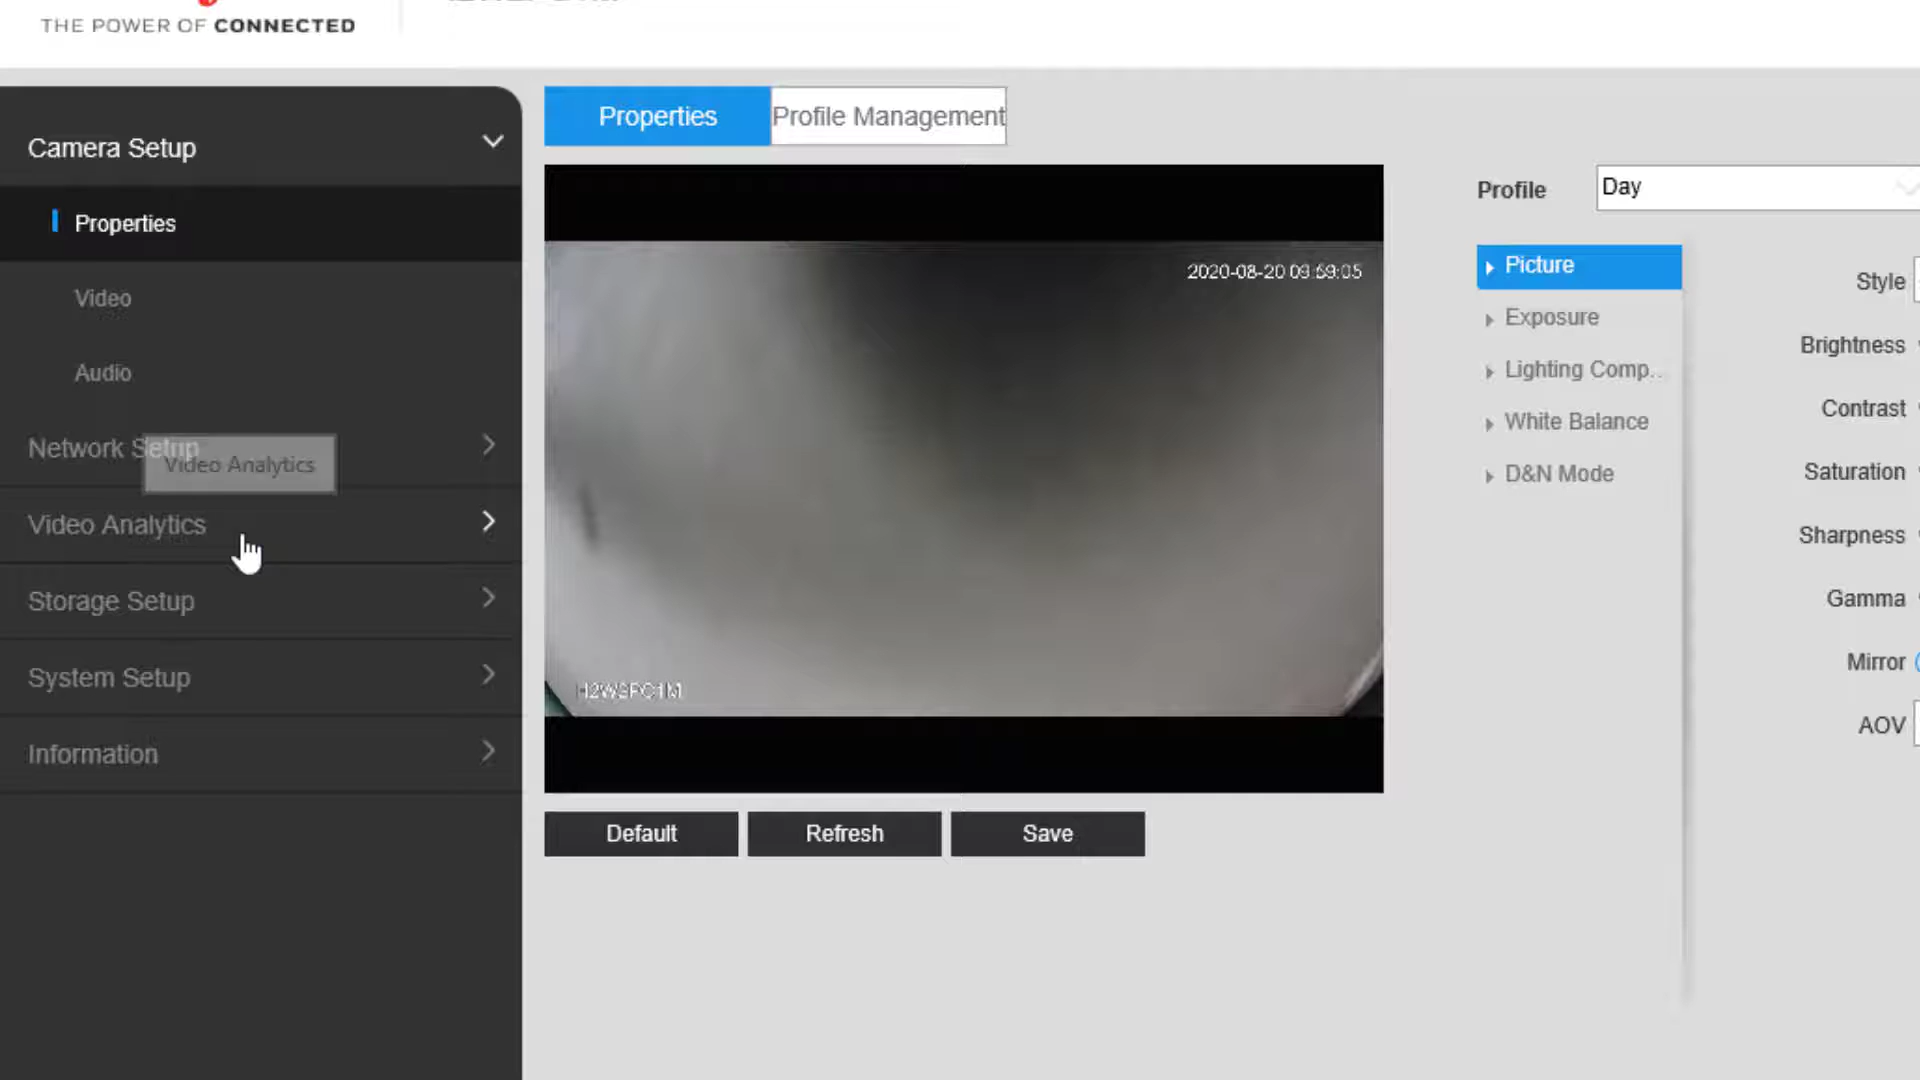 THE POWER OF CONNECTED
Camera Setup
Properties
Video
Audio
Network Setup
Video Analytics
Video Analytics
Storage Setup
System Setup
Information
Properties
Profile Management
2020-08-20 09:59:05
H2W2PC1M
Default
Refresh
Save
Profile
Day
Picture
Exposure
Lighting Comp..
White Balance
D&N Mode
Style
Brightness
Contrast
Saturation
Sharpness
Gamma
Mirror
AOV